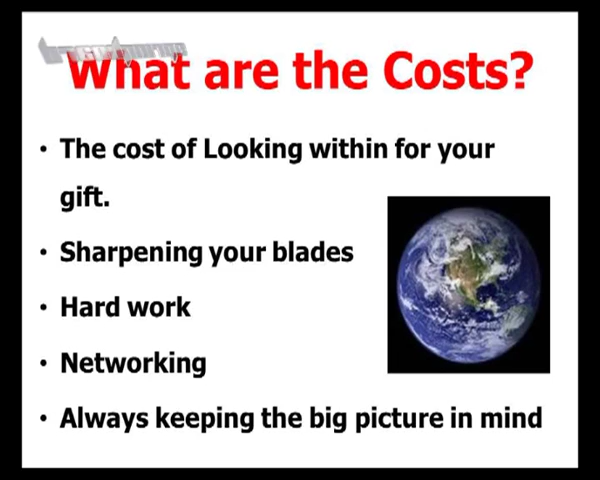 What are the Costs?
• The cost of Looking within for your
gift.
• Sharpening your blades
• Hard work
• Networking
• Always keeping the big picture in mind